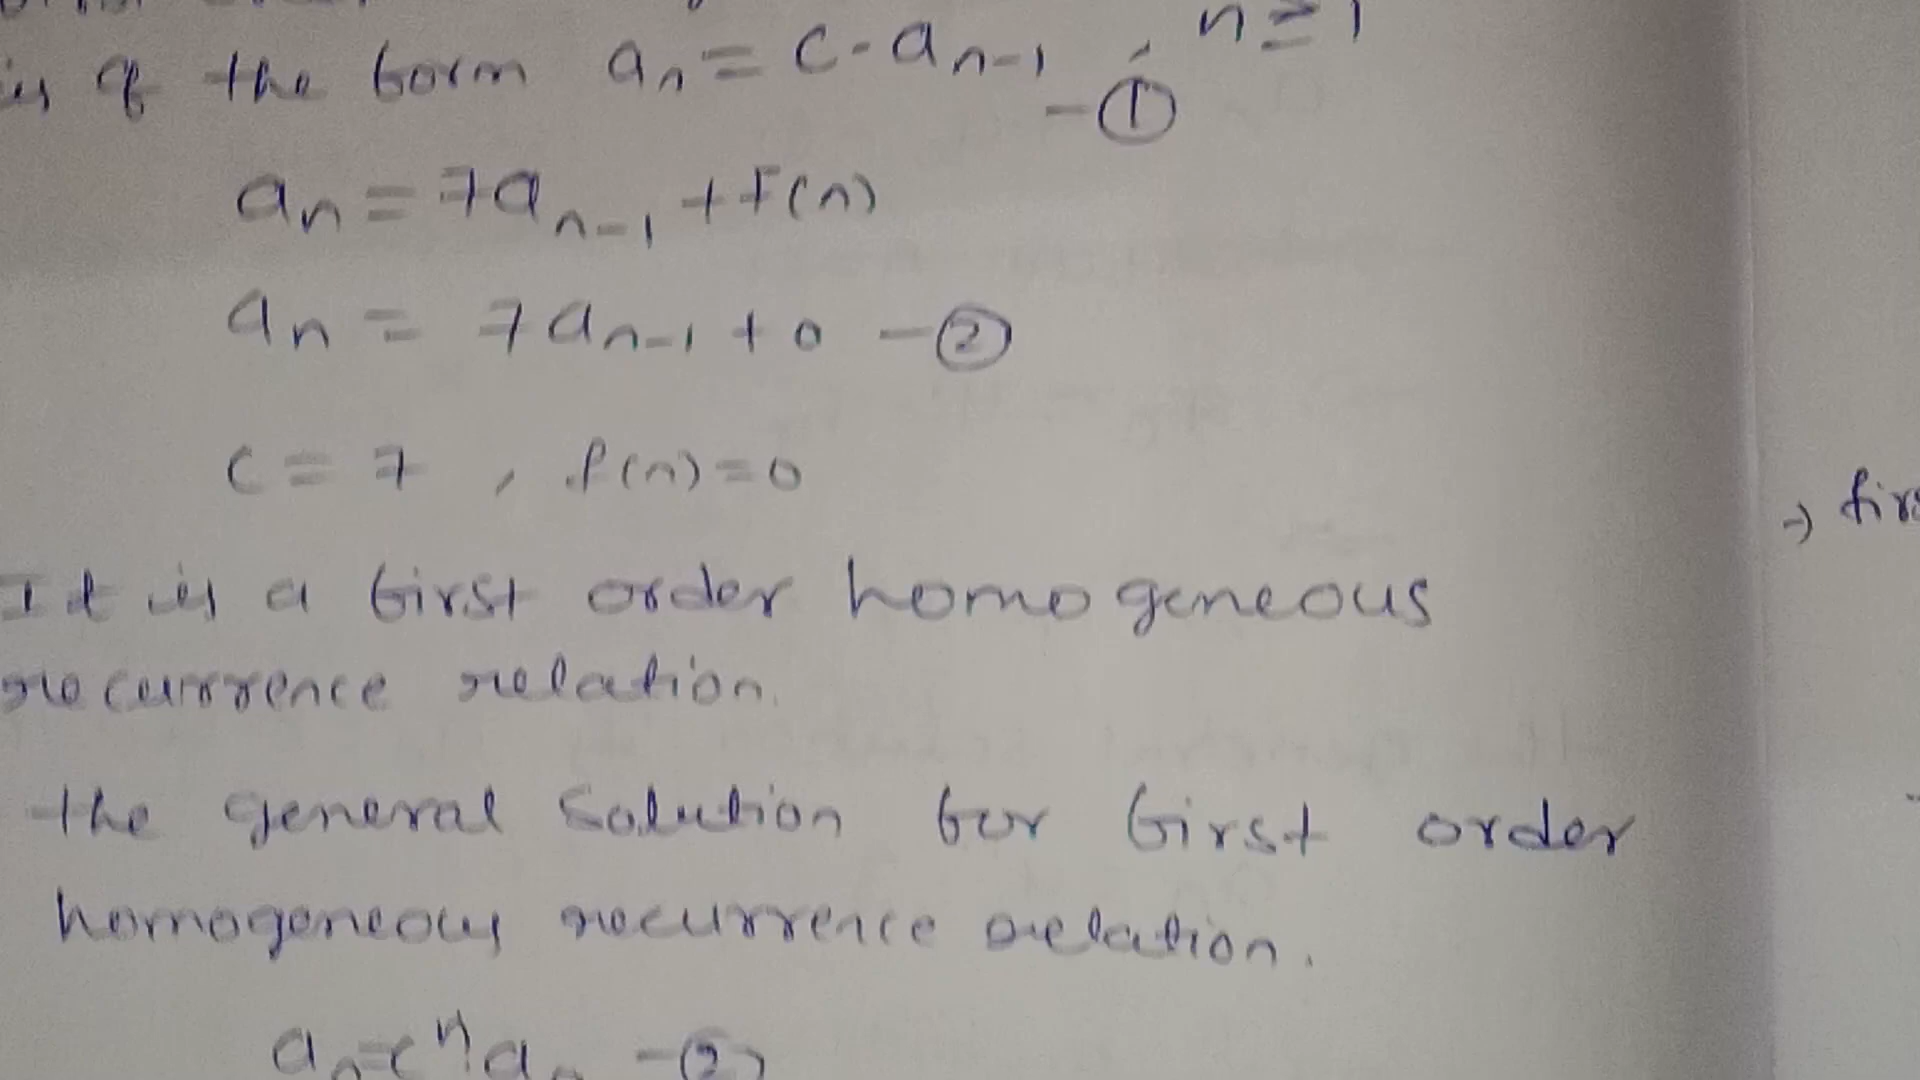 is of the form aₙ = c·aₙ₋₁, n ≥ 1 -①
aₙ = 7aₙ₋₁ + F(n)
aₙ = 7aₙ₋₁ + 0 -②
c = 7, f(n) = 0
It is a first order homogeneous
recurrence relation.
the general solution for first order
homogeneous recurrence relation.